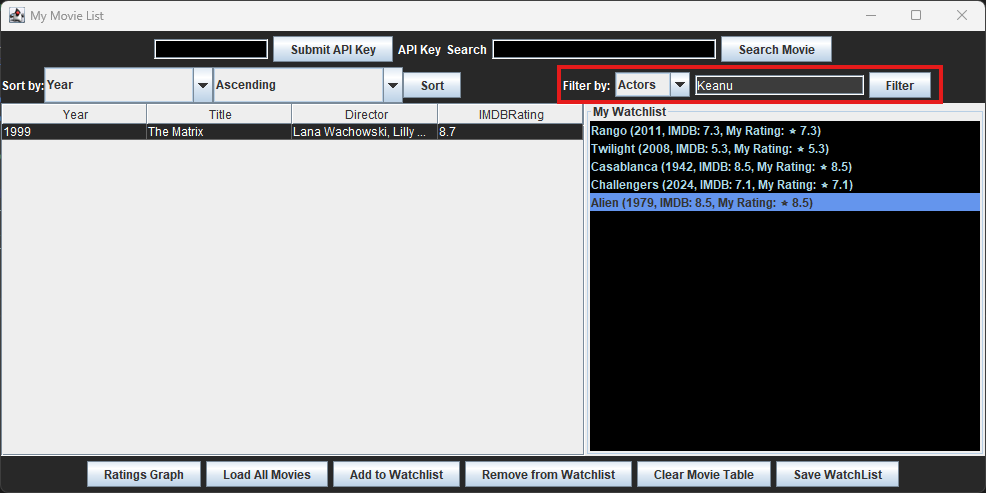 My Movie List
Submit API Key API Key Search Search Movie
Sort by: Year Ascending Sort Filter by: Actors Keanu Filter
Year Title Director IMDBRating
1999 The Matrix Lana Wachowski, Lilly ... 8.7
My Watchlist
Rango (2011, IMDB: 7.3, My Rating: ★ 7.3)
Twilight (2008, IMDB: 5.3, My Rating: ★ 5.3)
Casablanca (1942, IMDB: 8.5, My Rating: ★ 8.5)
Challengers (2024, IMDB: 7.1, My Rating: ★ 7.1)
Alien (1979, IMDB: 8.5, My Rating: ★ 8.5)
Ratings Graph Load All Movies Add to Watchlist Remove from Watchlist Clear Movie Table Save WatchList